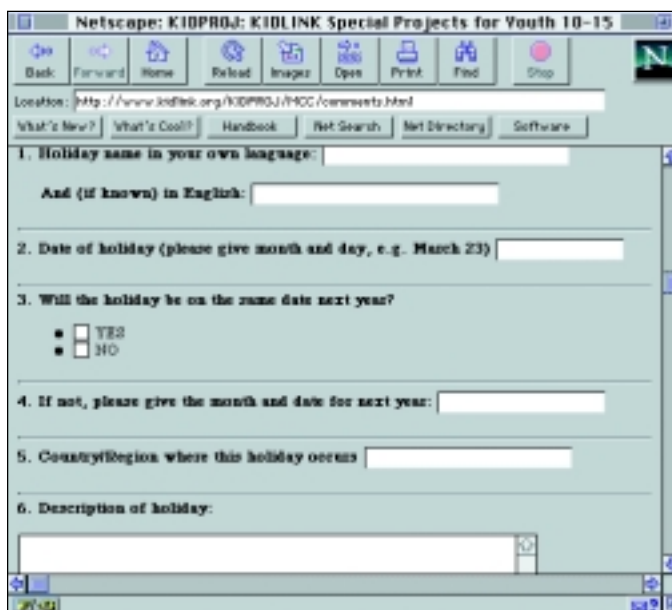 Netscape: KIDPROJ: KIDLINK Special Projects for Youth 10-15
Back Forward Home Reload Images Open Print Find Stop
N
Location: http://www.kidlink.org/KIDPROJ/MCC/comments.html
What's New? What's Cool? Handbook Net Search Net Directory Software
1. Holiday name in your own language:
And (if known) in English:
2. Date of holiday (please give month and day, e.g. March 23)
3. Will the holiday be on the same date next year?
YES
NO
4. If not, please give the month and date for next year:
5. Country/Region where this holiday occurs
6. Description of holiday: